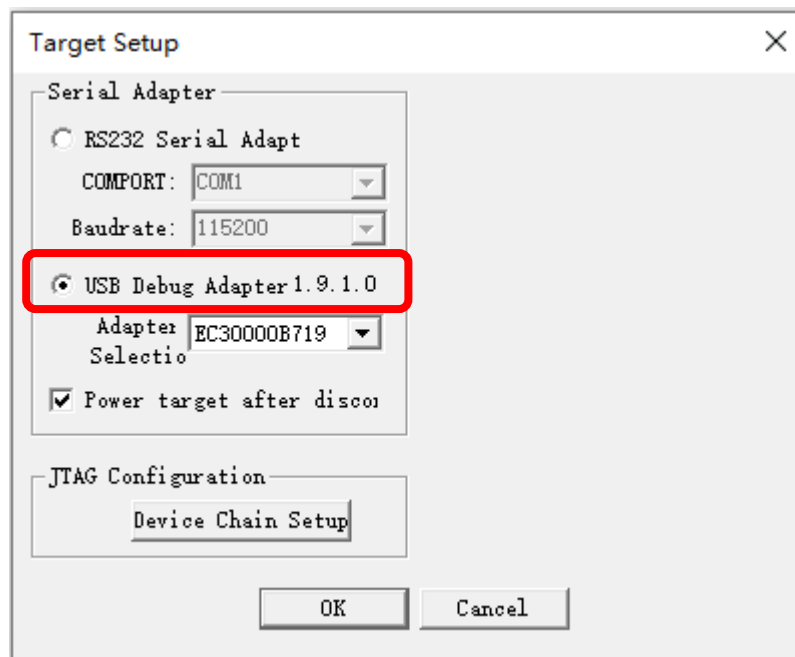 Target Setup
Serial Adapter
RS232 Serial Adapt
COMPORT: COM1
Baudrate: 115200
USB Debug Adapter 1.9.1.0
Adapter EC30000B719
Selectio
Power target after disco
JTAG Configuration
Device Chain Setup
OK Cancel